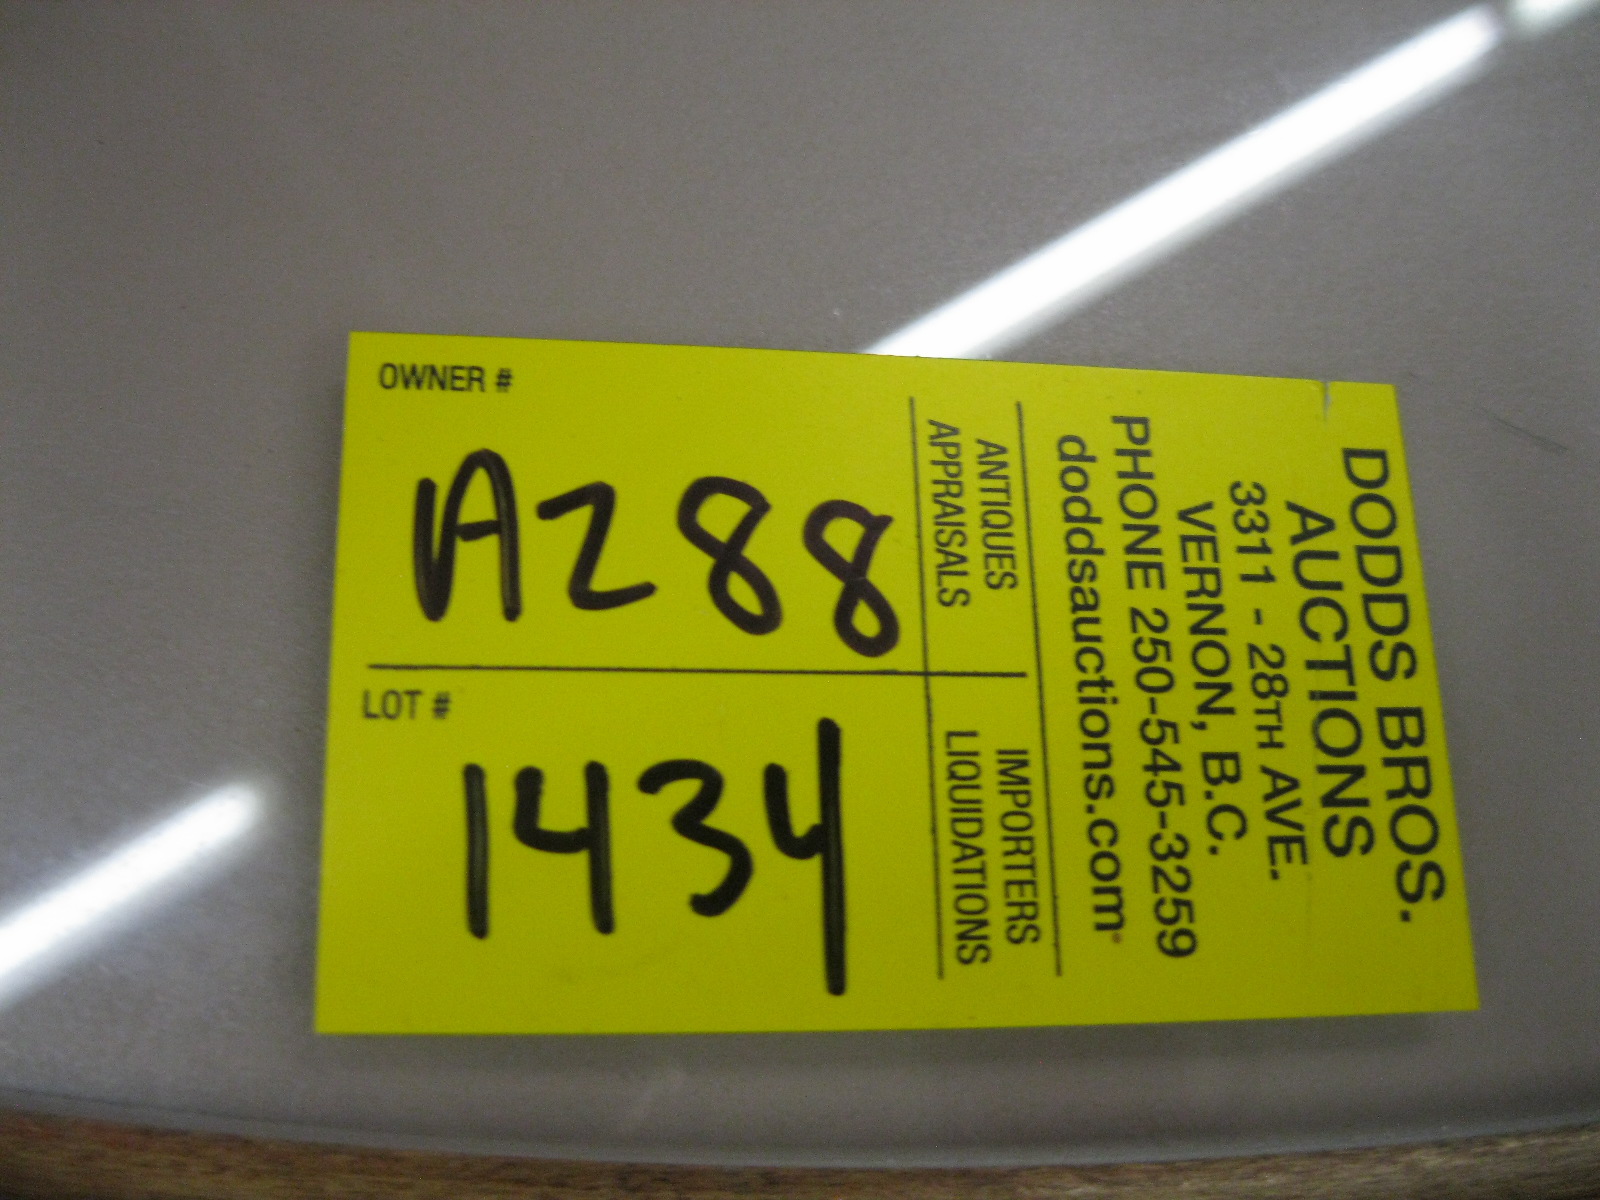 OWNER #
A288
LOT #
1434
DODDS BROS.
AUCTIONS
3311 - 28TH AVE.
VERNON, B.C.
PHONE 250-545-3259
doddsauctions.com
ANTIQUES
APPRAISALS
IMPORTERS
LIQUIDATIONS